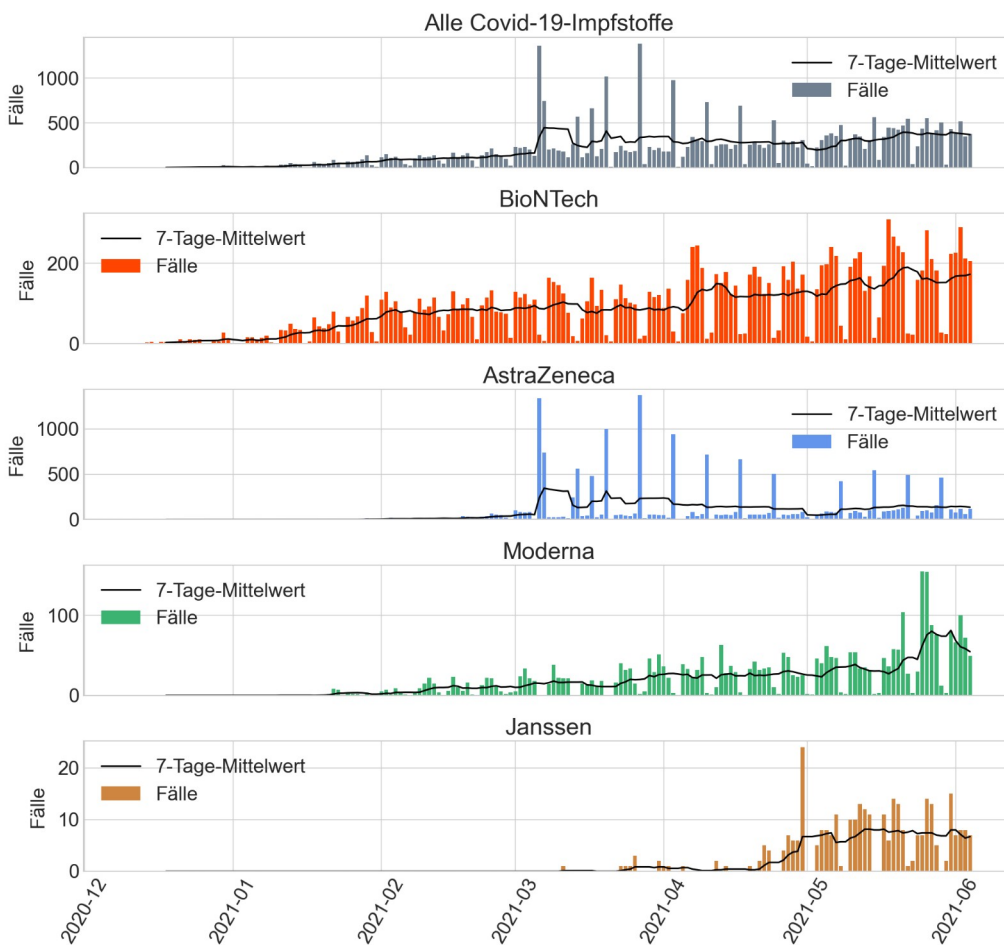 Alle Covid-19-Impfstoffe
Fälle
1000
500
0
7-Tage-Mittelwert
Fälle
BioNTech
Fälle
200
0
7-Tage-Mittelwert
Fälle
AstraZeneca
Fälle
1000
500
0
7-Tage-Mittelwert
Fälle
Moderna
Fälle
100
0
7-Tage-Mittelwert
Fälle
Janssen
Fälle
20
10
0
7-Tage-Mittelwert
Fälle
2020-12
2021-01
2021-02
2021-03
2021-04
2021-05
2021-06